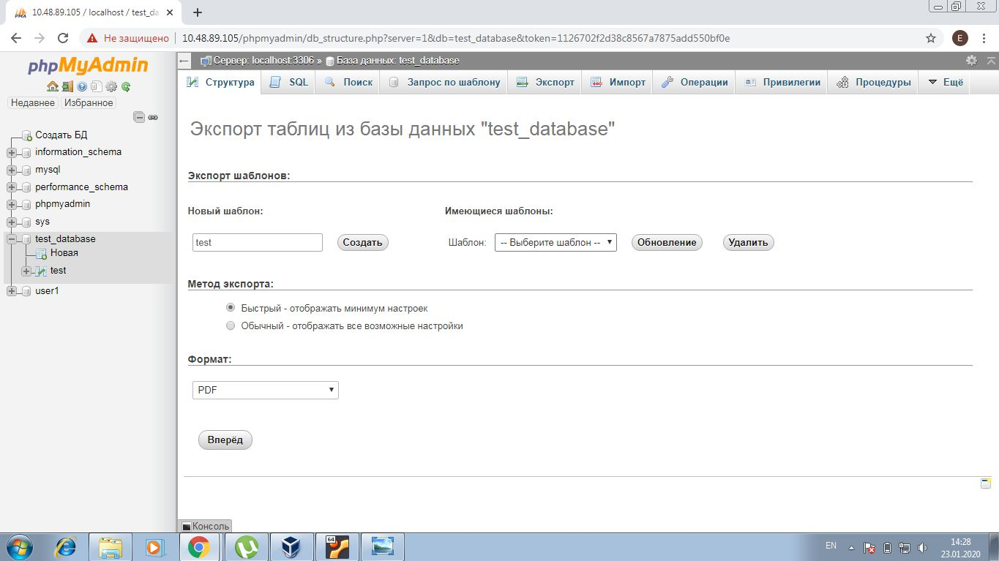 10.48.89.105 / localhost / test_da
Не защищено 10.48.89.105/phpmyadmin/db_structure.php?server=1&db=test_database&token=1126702f2d38c8567a7875add550bf0e E
phpMyAdmin
Недавнее Избранное
Создать БД
information_schema
mysql
performance_schema
phpmyadmin
sys
test_database
Новая
test
user1
Сервер: localhost:3306 » База данных: test_database
Структура SQL Поиск Запрос по шаблону Экспорт Импорт Операции Привилегии Процедуры Ещё
Экспорт таблиц из базы данных "test_database"
Экспорт шаблонов:
Новый шаблон: Имеющиеся шаблоны:
test Создать Шаблон: -- Выберите шаблон -- Обновление Удалить
Метод экспорта:
Быстрый - отображать минимум настроек
Обычный - отображать все возможные настройки
Формат:
PDF
Вперёд
Консоль
64
EN 14:28
23.01.2020